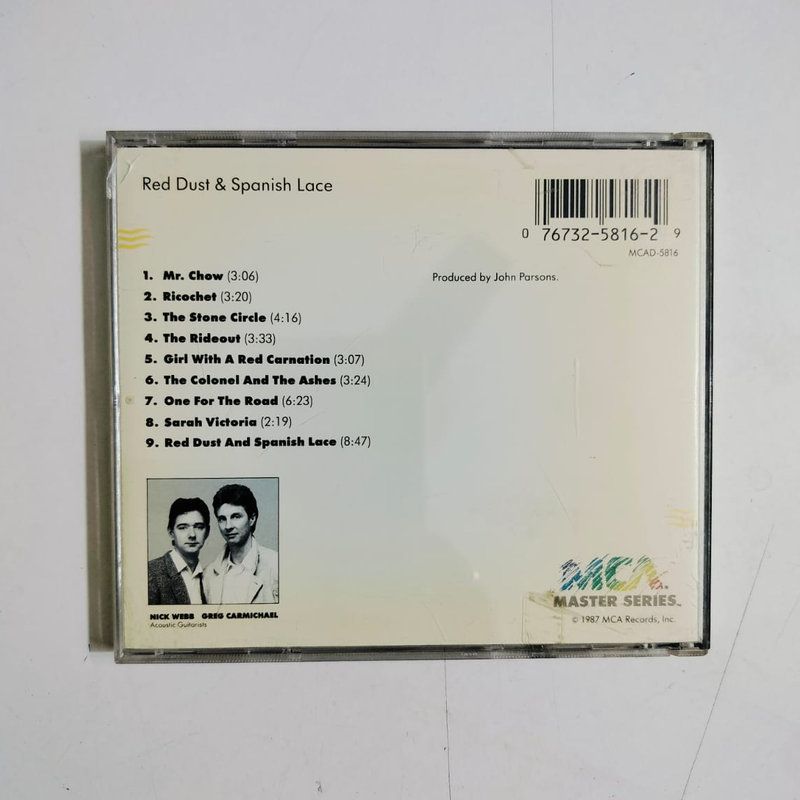 Red Dust & Spanish Lace
0 76732-5816-2 9
MCAD-5816
1. Mr. Chow (3:06)
2. Ricochet (3:20)
3. The Stone Circle (4:16)
4. The Rideout (3:33)
5. Girl With A Red Carnation (3:07)
6. The Colonel And The Ashes (3:24)
7. One For The Road (6:23)
8. Sarah Victoria (2:19)
9. Red Dust And Spanish Lace (8:47)
Produced by John Parsons.
NICK WEBB GREG CARMICHAEL
Acoustic Guitarists
MCA
MASTER SERIES™
© 1987 MCA Records, Inc.